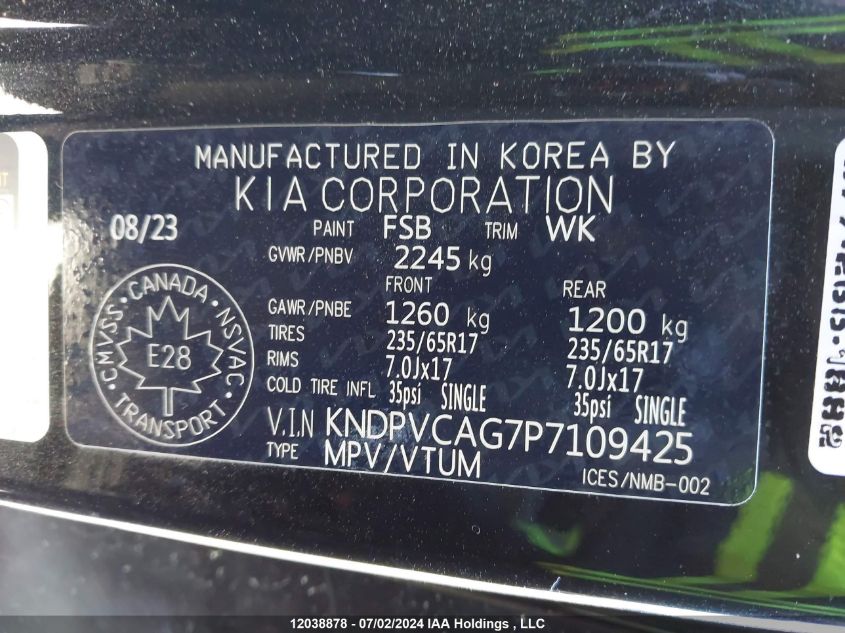 MANUFACTURED IN KOREA BY
KIA CORPORATION
08/23 PAINT FSB TRIM WK
GVWR/PNBV 2245 kg
FRONT REAR
GAWR/PNBE 1260 kg 1200 kg
TIRES 235/65R17 235/65R17
RIMS 7.0Jx17 7.0Jx17
COLD TIRE INFL 35psi SINGLE 35psi SINGLE
V.I.N KNDPVCAG7P7109425
TYPE MPV/VTUM
ICES/NMB-002
CANADA
CMVSS NSVAC
E28
TRANSPORT
12038878 - 07/02/2024 IAA Holdings , LLC